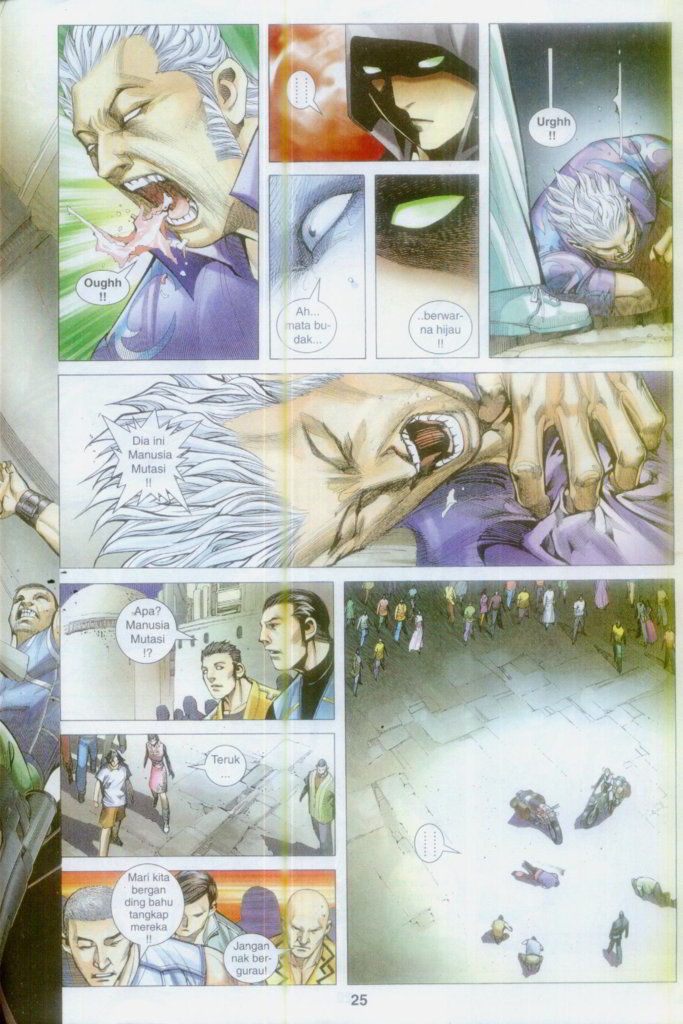 Oughh
!!
Ah...
mata bu-
dak...
..berwar-
na hijau
!!
Urghh
!!
Dia ini
Manusia
Mutasi
!!
Apa?
Manusia
Mutasi
!?
Teruk
...
Mari kita
bergan
ding bahu
tangkap
mereka
!!
Jangan
nak ber-
gurau!
25